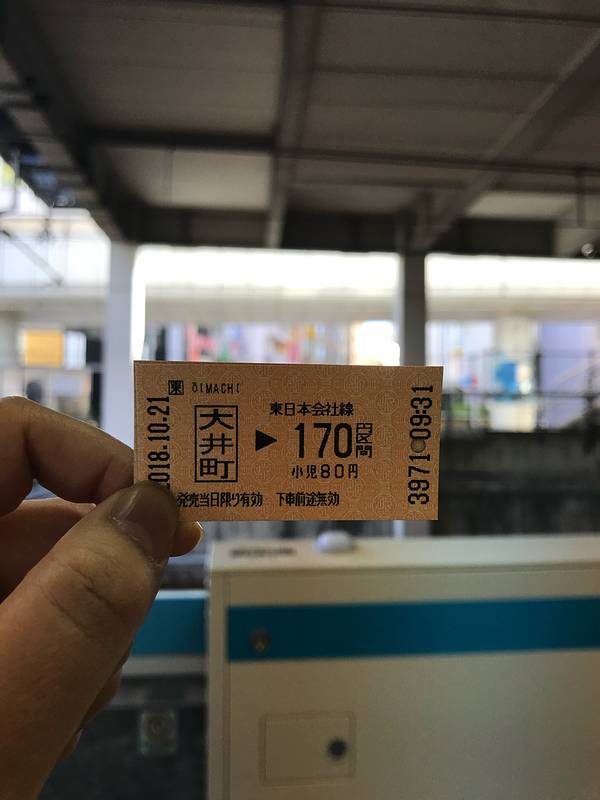 2018.10.21
東 ŌIMACHI
大井町
東日本会社線
▶ 170円区間
小児80円
発売当日限り有効 下車前途無効
3971 09:31